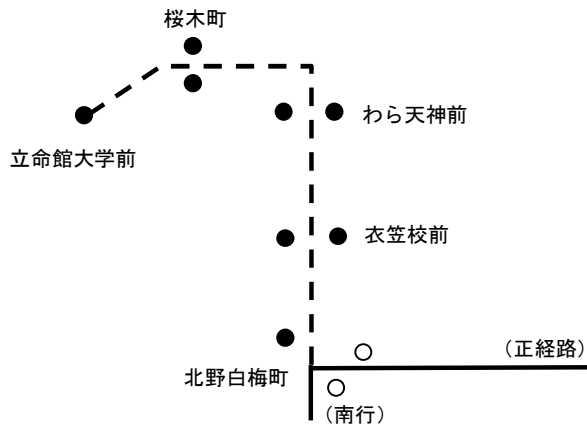 桜木町
わら天神前
立命館大学前
衣笠校前
（正経路）
北野白梅町
（南行）